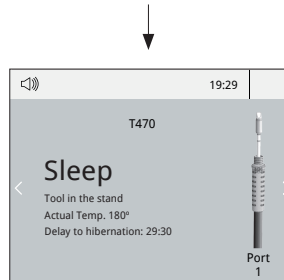 19:29
T470
Sleep
Tool in the stand
Actual Temp. 180º
Delay to hibernation: 29:30
Port
1